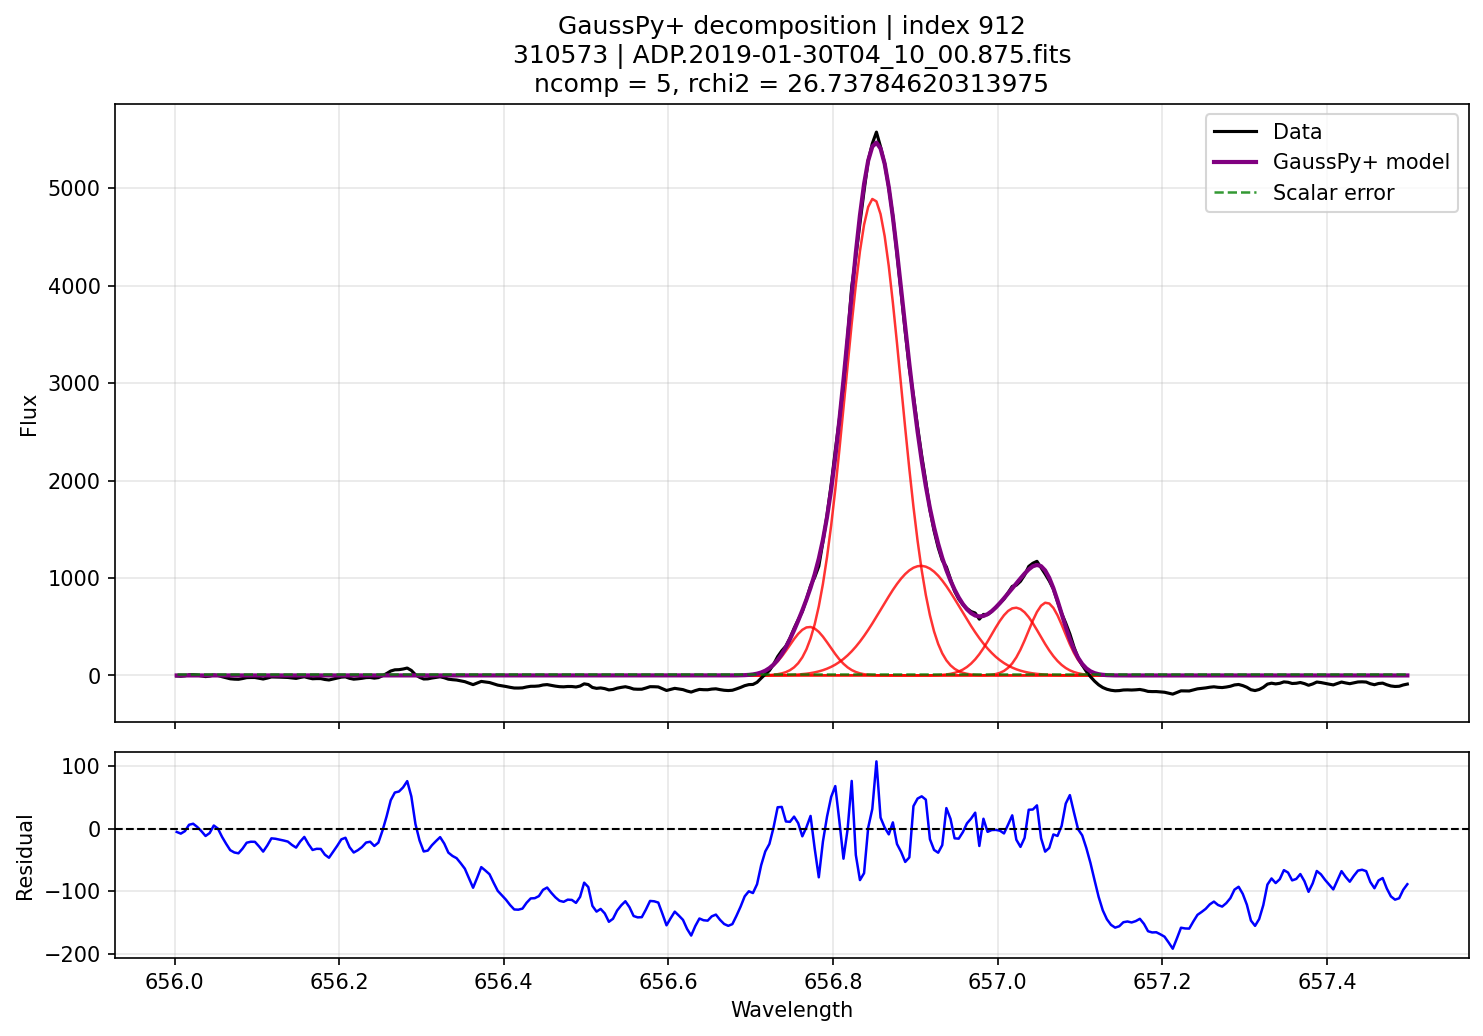 GaussPy+ decomposition | index 912
310573 | ADP.2019-01-30T04_10_00.875.fits
ncomp = 5, rchi2 = 26.73784620313975
Data
GaussPy+ model
Scalar error
Flux
5000
4000
3000
2000
1000
0
Residual
100
0
−100
−200
656.0 656.2 656.4 656.6 656.8 657.0 657.2 657.4
Wavelength